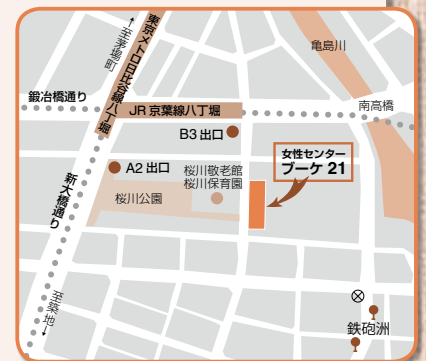 東京メトロ日比谷線八丁堀
←至茅場町
亀島川
鍛冶橋通り
JR 京葉線八丁堀
南高橋
B3 出口
女性センター
ブーケ 21
A2 出口
桜川敬老館
桜川保育園
桜川公園
新大橋通り
至築地→
鉄砲洲